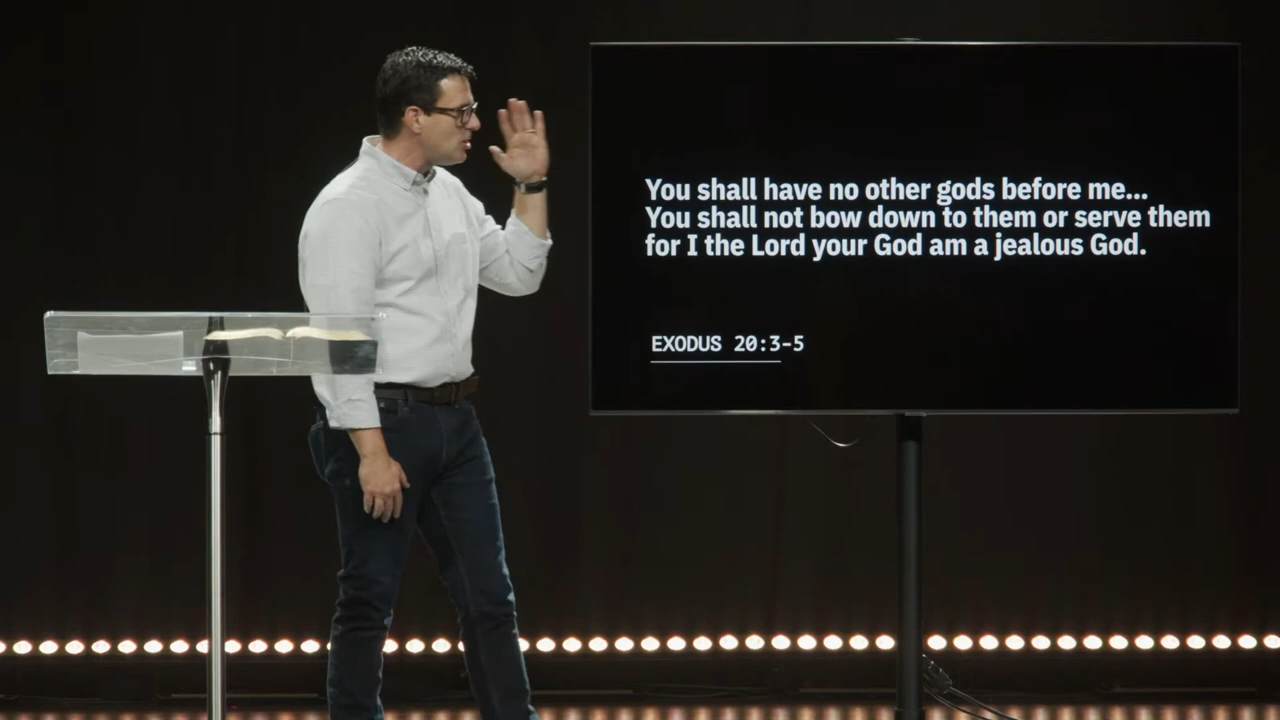 You shall have no other gods before me...
You shall not bow down to them or serve them
for I the Lord your God am a jealous God.
EXODUS 20:3-5